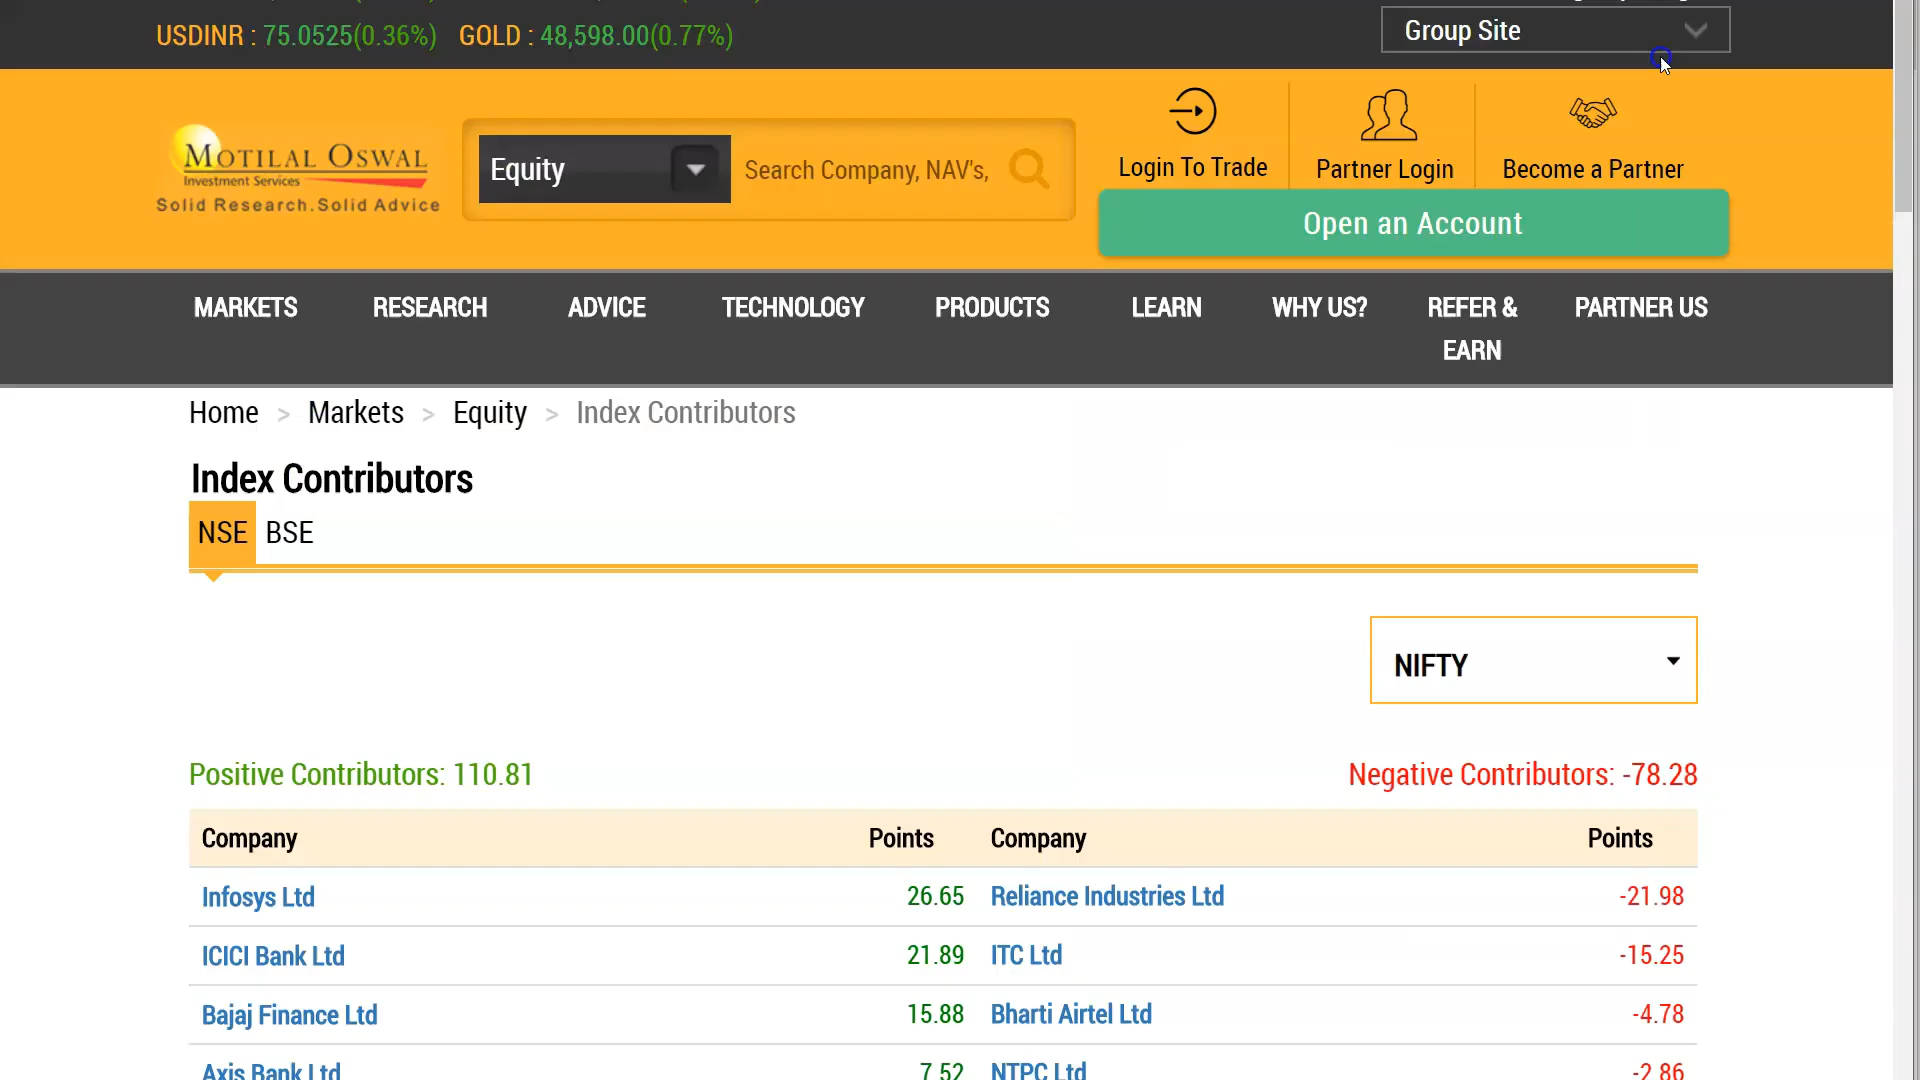 USDINR : 75.0525(0.36%) GOLD : 48,598.00(0.77%)
Group Site
MOTILAL OSWAL
Investment Services
Solid Research.Solid Advice
Equity
Search Company, NAV's,
Login To Trade
Partner Login
Become a Partner
Open an Account
MARKETS RESEARCH ADVICE TECHNOLOGY PRODUCTS LEARN WHY US? REFER & EARN PARTNER US
Home > Markets > Equity > Index Contributors
Index Contributors
NSE BSE
NIFTY
Positive Contributors: 110.81
Negative Contributors: -78.28
Company Points Company Points
Infosys Ltd 26.65 Reliance Industries Ltd -21.98
ICICI Bank Ltd 21.89 ITC Ltd -15.25
Bajaj Finance Ltd 15.88 Bharti Airtel Ltd -4.78
Axis Bank Ltd 7.52 NTPC Ltd -2.86